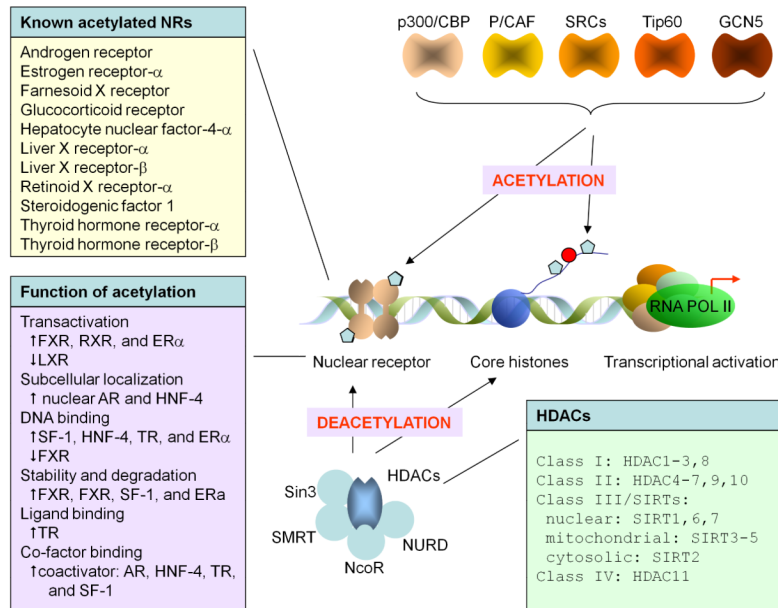 Known acetylated NRs
Androgen receptor
Estrogen receptor-α
Farnesoid X receptor
Glucocorticoid receptor
Hepatocyte nuclear factor-4-α
Liver X receptor-α
Liver X receptor-β
Retinoid X receptor-α
Steroidogenic factor 1
Thyroid hormone receptor-α
Thyroid hormone receptor-β
p300/CBP P/CAF SRCs Tip60 GCN5
ACETYLATION
RNA POL II
Nuclear receptor Core histones Transcriptional activation
Function of acetylation
Transactivation
↑FXR, RXR, and ERα
↓LXR
Subcellular localization
↑ nuclear AR and HNF-4
DNA binding
↑SF-1, HNF-4, TR, and ERα
↓FXR
Stability and degradation
↑FXR, FXR, SF-1, and ERa
Ligand binding
↑TR
Co-factor binding
↑coactivator: AR, HNF-4, TR,
and SF-1
DEACETYLATION
HDACs
Sin3
SMRT
NURD
NcoR
HDACs
Class I: HDAC1-3,8
Class II: HDAC4-7,9,10
Class III/SIRTs:
nuclear: SIRT1,6,7
mitochondrial: SIRT3-5
cytosolic: SIRT2
Class IV: HDAC11